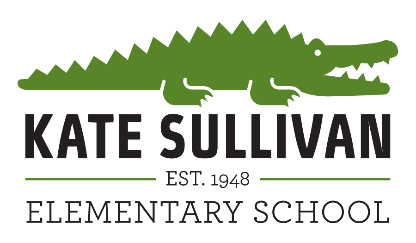 KATE SULLIVAN
EST. 1948
ELEMENTARY SCHOOL